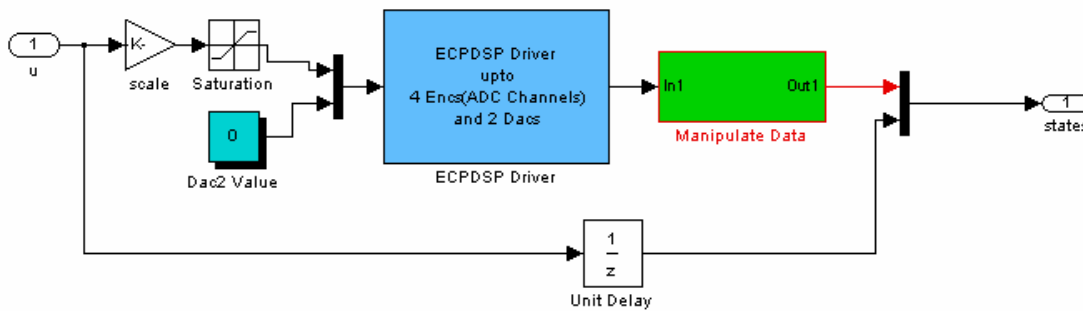 1
u
K-
scale
Saturation
0
Dac2 Value
ECPDSP Driver
upto
4 Encs(ADC Channels)
and 2 Dacs
ECPDSP Driver
In1
Out1
Manipulate Data
1
z
Unit Delay
1
states